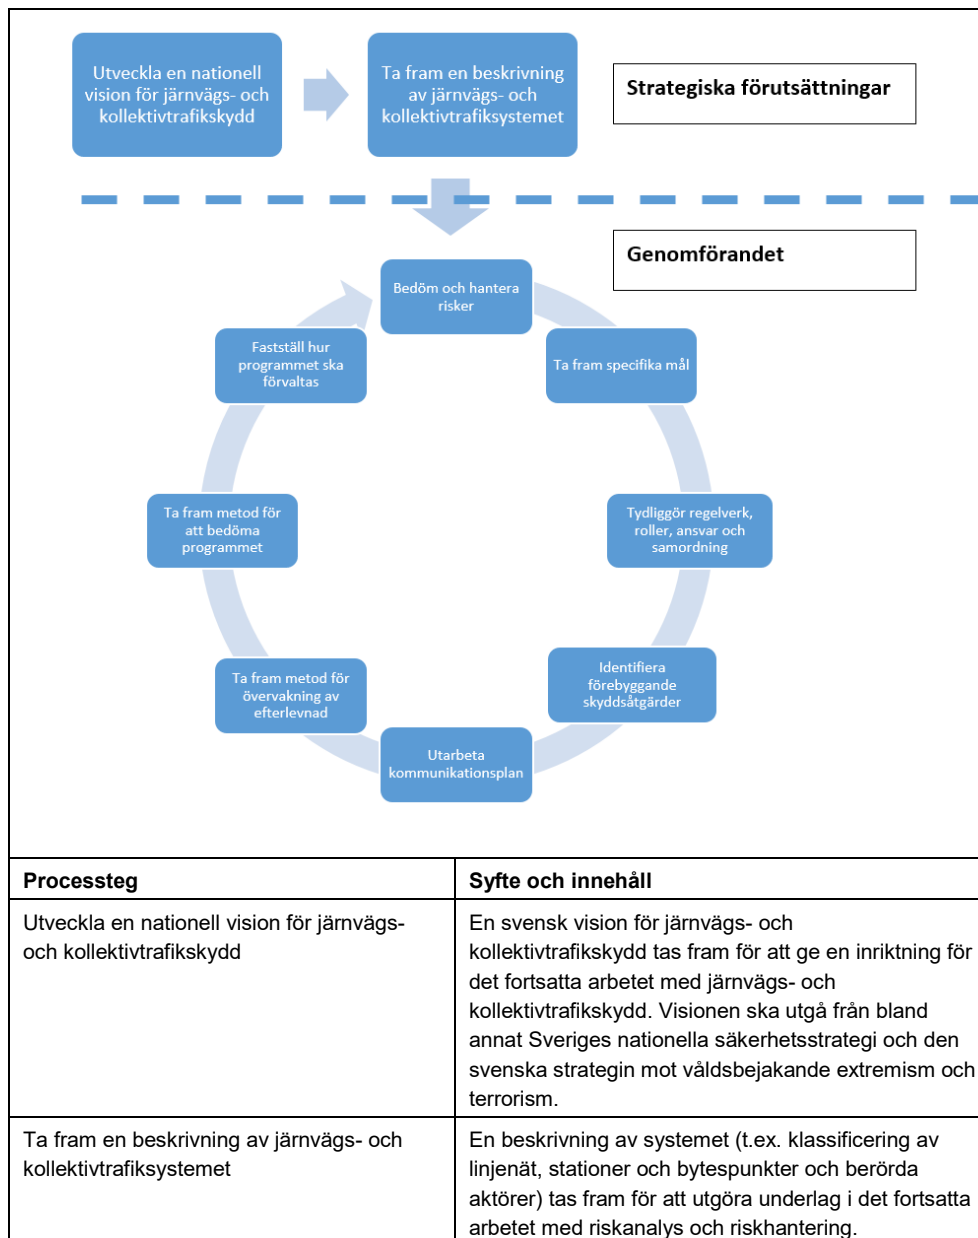 Utveckla en nationell
vision för järnvägs- och
kollektivtrafikskydd
Ta fram en beskrivning
av järnvägs- och
kollektivtrafiksystemet
Strategiska förutsättningar
Genomförandet
Bedöm och hantera
risker
Ta fram specifika mål
Tydliggör regelverk,
roller, ansvar och
samordning
Identifiera
förebyggande
skyddsåtgärder
Utarbeta
kommunikationsplan
Ta fram metod för
övervakning av
efterlevnad
Ta fram metod för
att bedöma
programmet
Fastställ hur
programmet ska
förvaltas
Processteg
Syfte och innehåll
Utveckla en nationell vision för järnvägs-
och kollektivtrafikskydd
En svensk vision för järnvägs- och
kollektivtrafikskydd tas fram för att ge en inriktning för
det fortsatta arbetet med järnvägs- och
kollektivtrafikskydd. Visionen ska utgå från bland
annat Sveriges nationella säkerhetsstrategi och den
svenska strategin mot våldsbejakande extremism och
terrorism.
Ta fram en beskrivning av järnvägs- och
kollektivtrafiksystemet
En beskrivning av systemet (t.ex. klassificering av
linjenät, stationer och bytespunkter och berörda
aktörer) tas fram för att utgöra underlag i det fortsatta
arbetet med riskanalys och riskhantering.